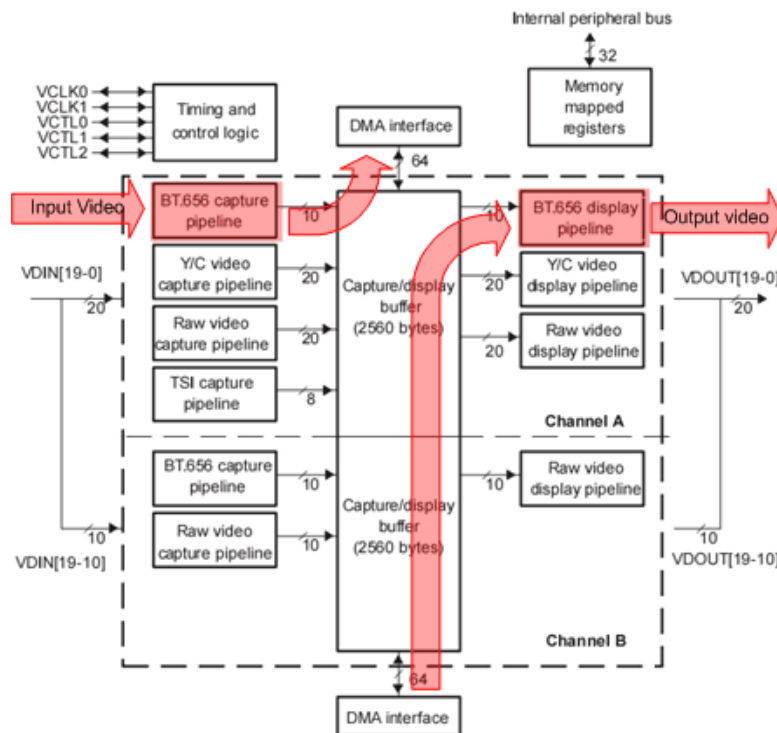 Internal peripheral bus
32
VCLK0
VCLK1
VCTL0
VCTL1
VCTL2
Timing and
control logic
DMA interface
64
Memory
mapped
registers
Input Video
BT.656 capture
pipeline
10
10
BT.656 display
pipeline
Output video
VDIN[19-0]
20
Y/C video
capture pipeline
20
Capture/display
buffer
(2560 bytes)
20
Y/C video
display pipeline
VDOUT[19-0]
20
Raw video
capture pipeline
20
20
Raw video
display pipeline
TSI capture
pipeline
8
Channel A
BT.656 capture
pipeline
10
10
Raw video
display pipeline
Capture/display
buffer
(2560 bytes)
Raw video
capture pipeline
10
10
VDIN[19-10]
10
VDOUT[19-10]
Channel B
64
DMA interface